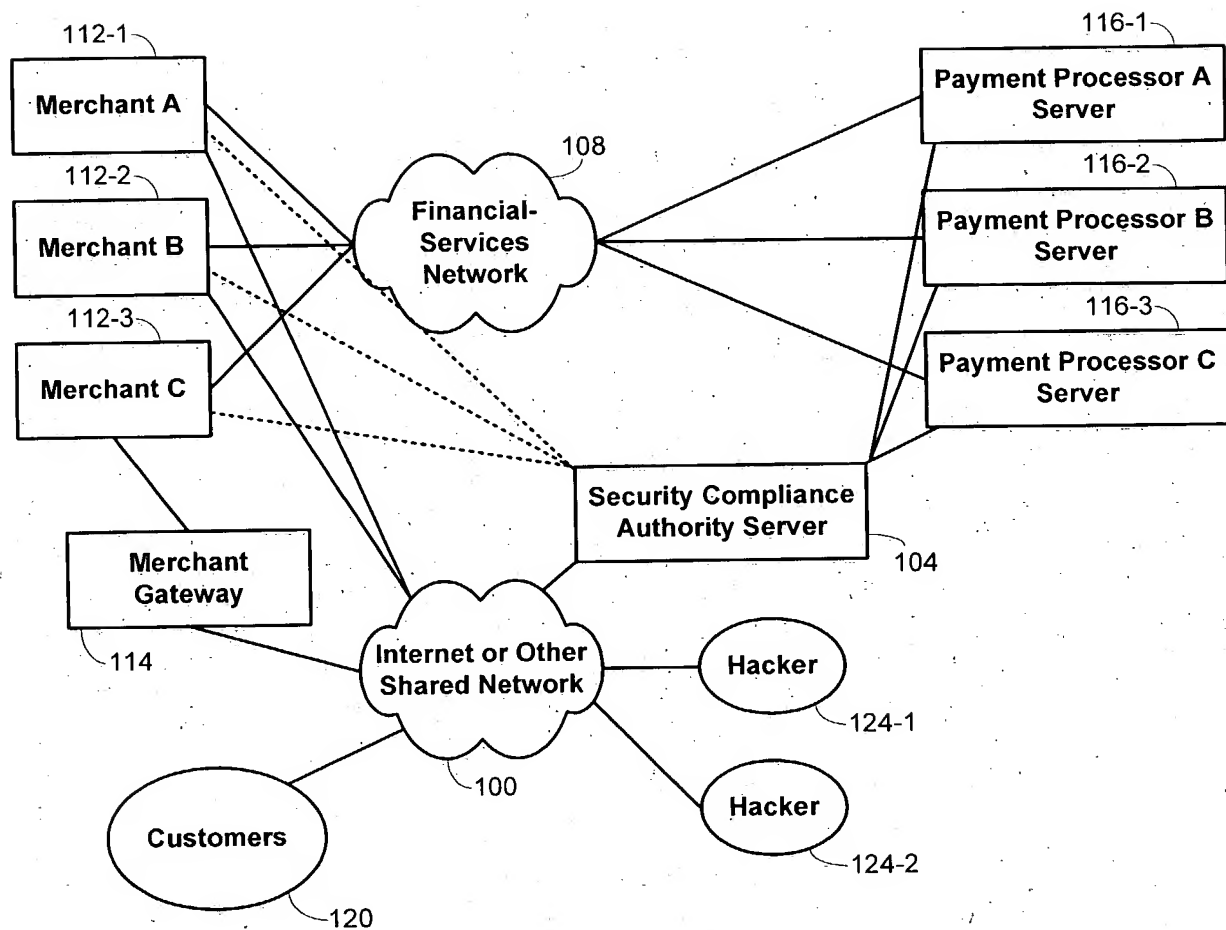 112-1
Merchant A
112-2
Merchant B
112-3
Merchant C
108
Financial-
Services
Network
116-1
Payment Processor A
Server
116-2
Payment Processor B
Server
116-3
Payment Processor C
Server
Security Compliance
Authority Server
104
Merchant
Gateway
114
Internet or Other
Shared Network
100
Hacker
124-1
Hacker
124-2
Customers
120